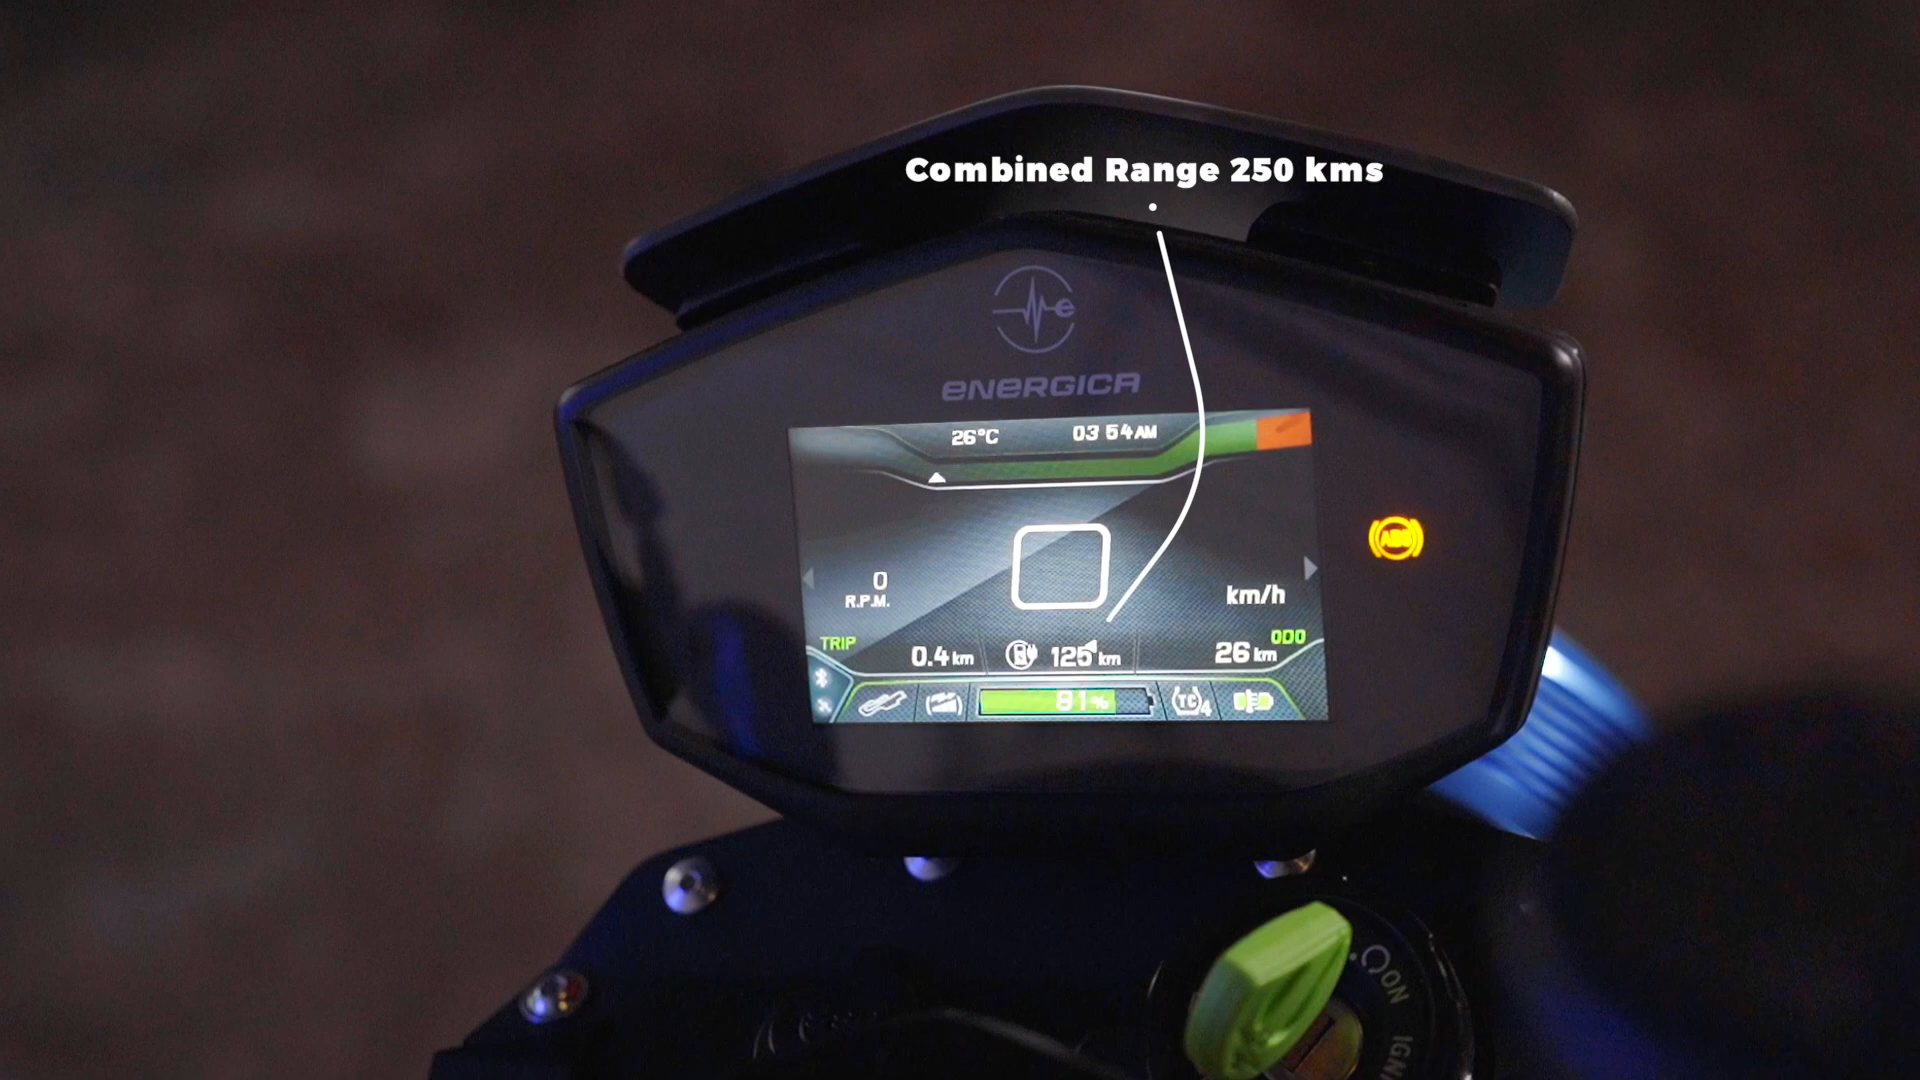 Combined Range 250 kms
e
ENERGICA
26°C
03 54 AM
0
R.P.M.
km/h
TRIP
0.4 km
125 km
ODO
26 km
81%
TC 4
ABS
ON